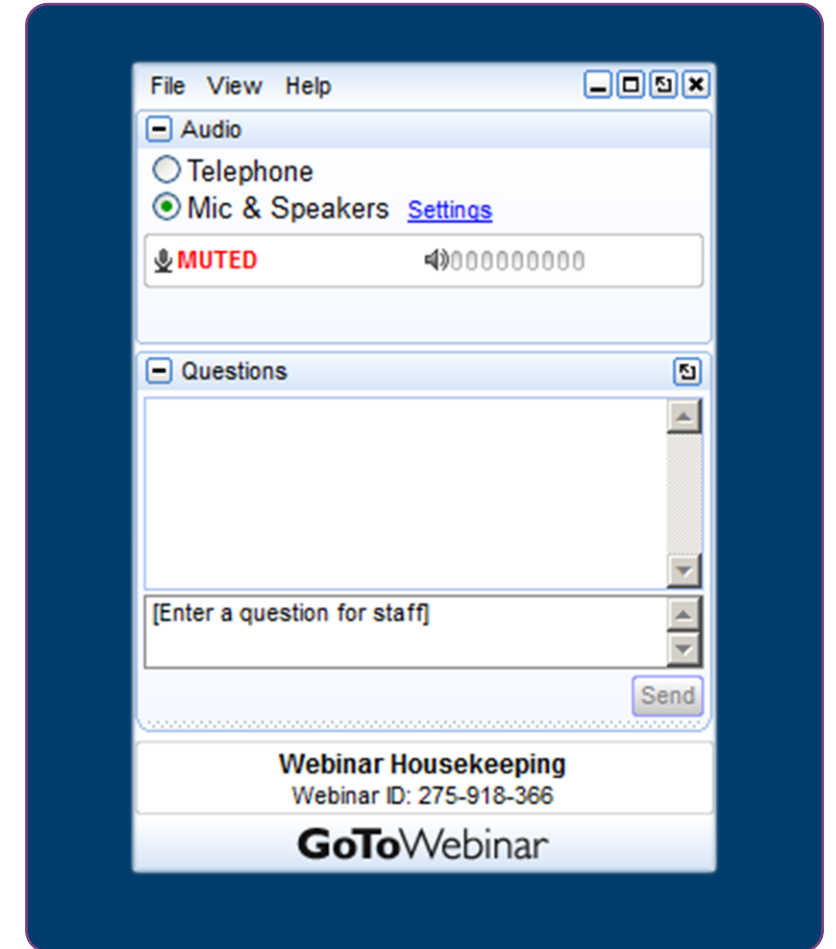 File View Help
Audio
Telephone
Mic & Speakers Settings
MUTED 000000000
Questions
[Enter a question for staff]
Send
Webinar Housekeeping
Webinar ID: 275-918-366
GoToWebinar